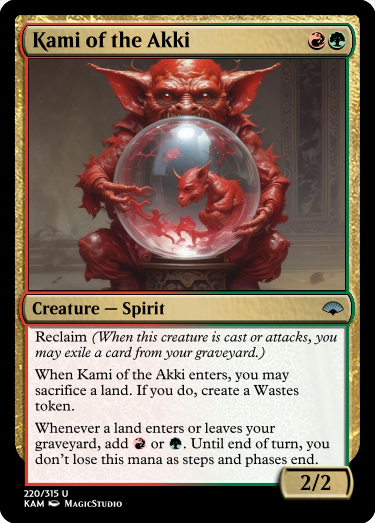 Kami of the Akki
Creature — Spirit
Reclaim (When this creature is cast or attacks, you
may exile a card from your graveyard.)
When Kami of the Akki enters, you may
sacrifice a land. If you do, create a Wastes
token.
Whenever a land enters or leaves your
graveyard, add or . Until end of turn, you
don't lose this mana as steps and phases end.
2/2
220/315 U
KAM MagicStudio